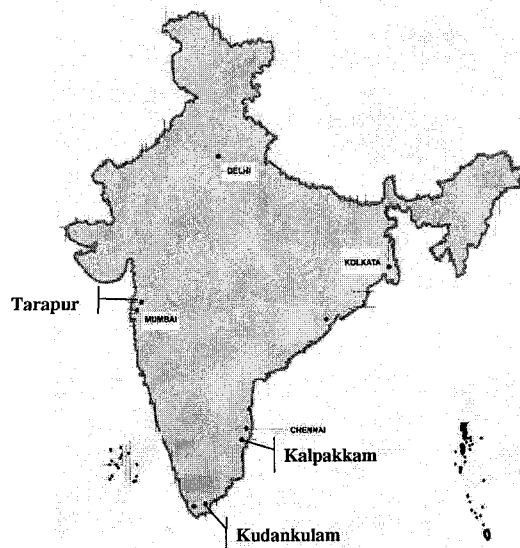 DELHI
KOLKATA
Tarapur
MUMBAI
CHENNAI
Kalpakkam
Kudankulam